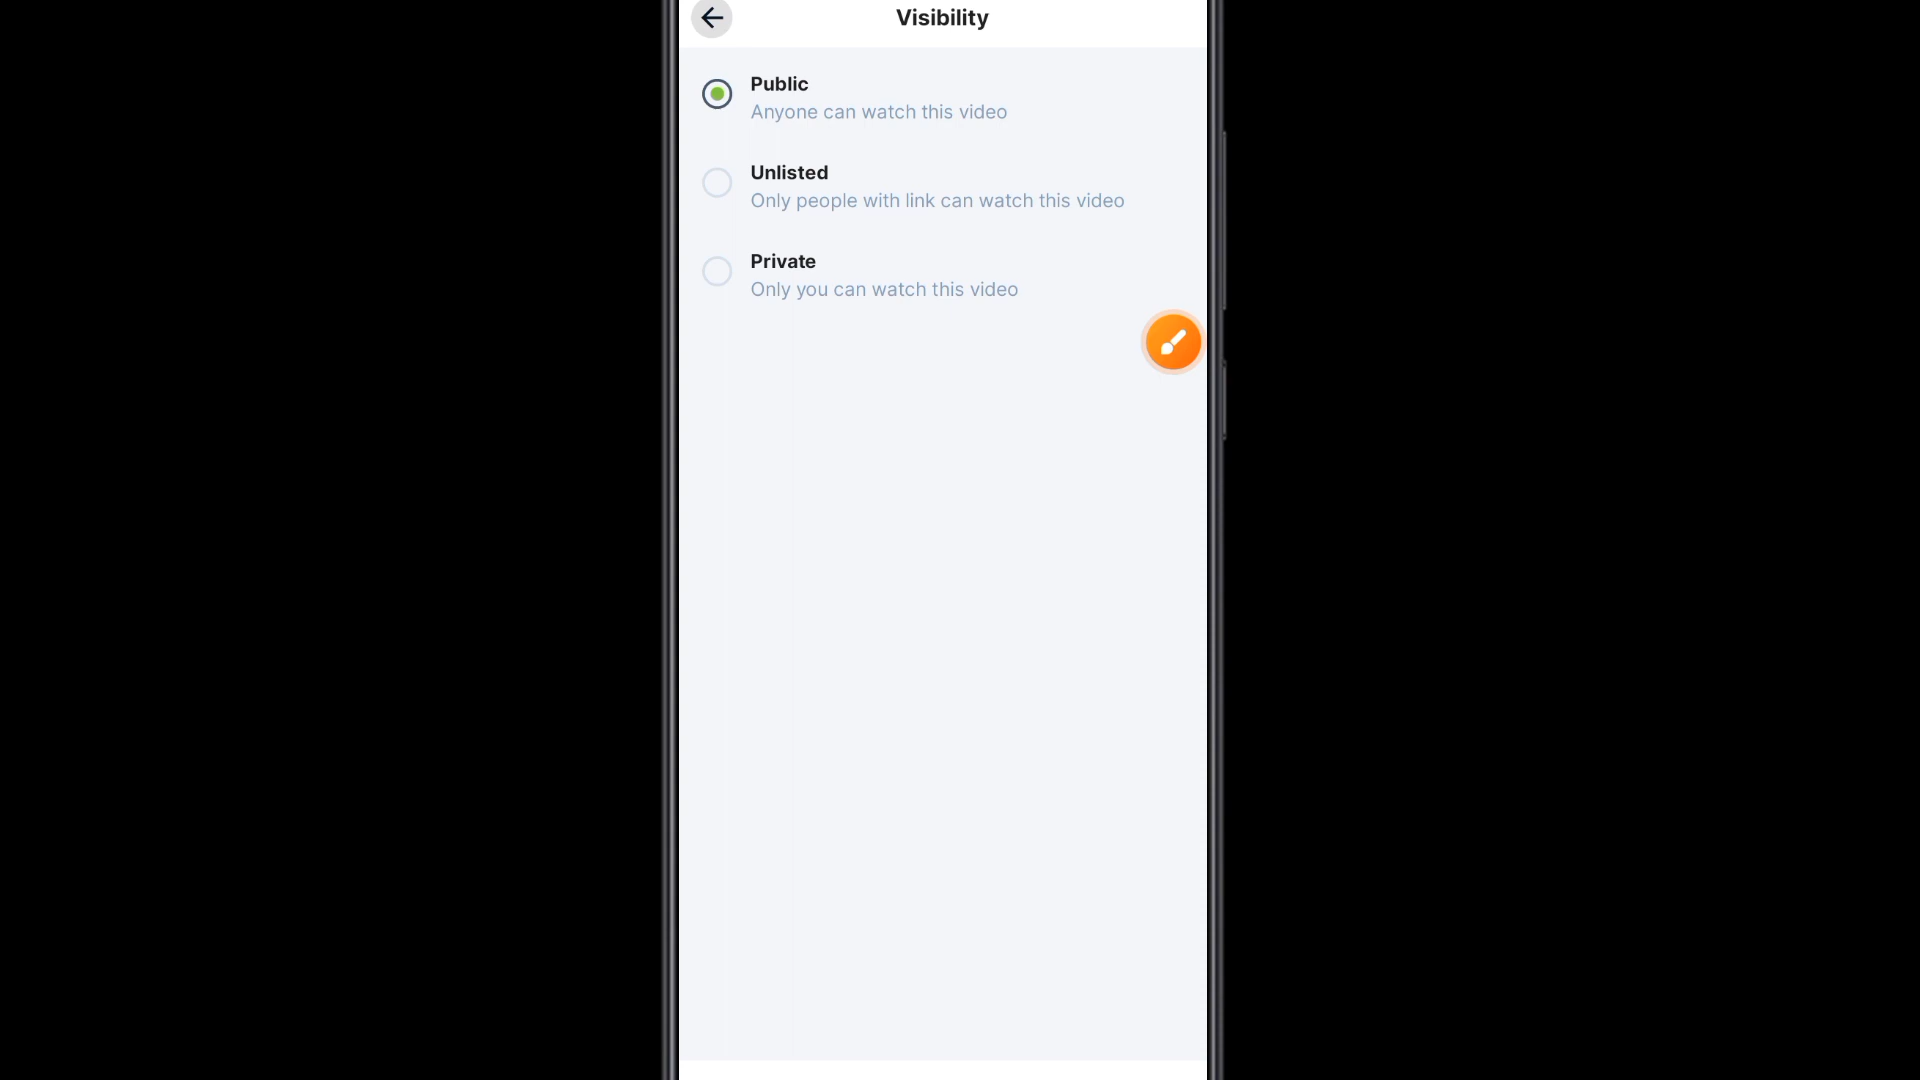 Visibility
Public
Anyone can watch this video
Unlisted
Only people with link can watch this video
Private
Only you can watch this video